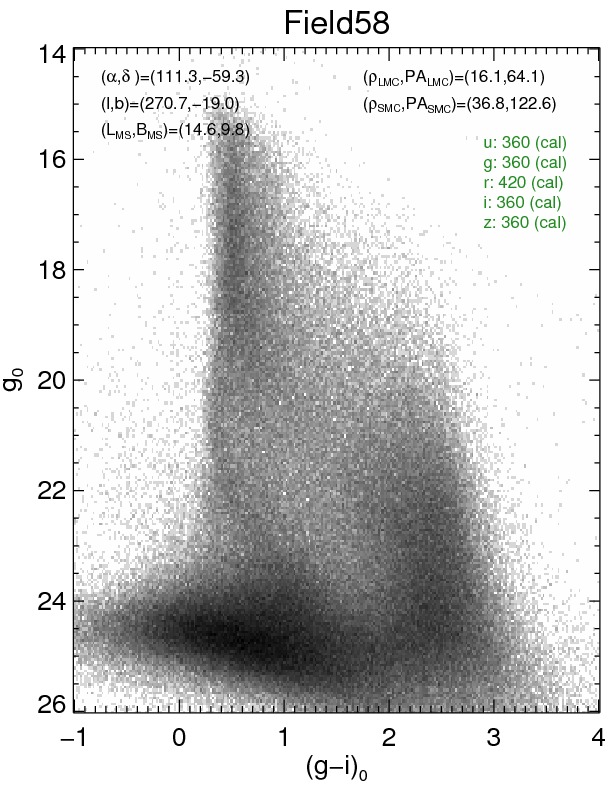 Field58
(α,δ)=(111.3,−59.3)
(ρLMC,PALMC)=(16.1,64.1)
(l,b)=(270.7,−19.0)
(ρSMC,PASMC)=(36.8,122.6)
(LMS,BMS)=(14.6,9.8)
u: 360 (cal)
g: 360 (cal)
r: 420 (cal)
i: 360 (cal)
z: 360 (cal)
14
16
18
20
22
24
26
g0
−1 0 1 2 3 4
(g−i)0